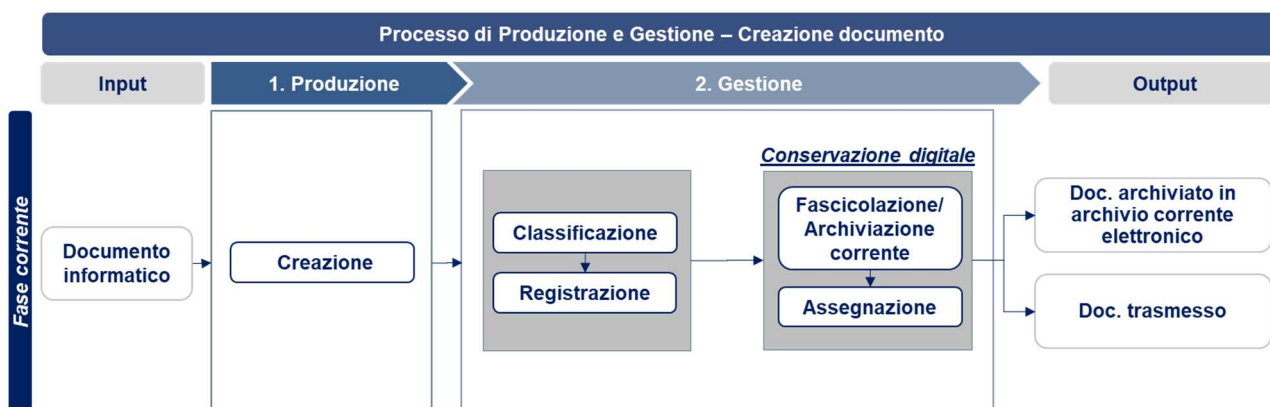 Processo di Produzione e Gestione – Creazione documento
Input
1. Produzione
2. Gestione
Output
Fase corrente
Documento
informatico
Creazione
Classificazione
Registrazione
Conservazione digitale
Fascicolazione/
Archiviazione
corrente
Assegnazione
Doc. archiviato in
archivio corrente
elettronico
Doc. trasmesso